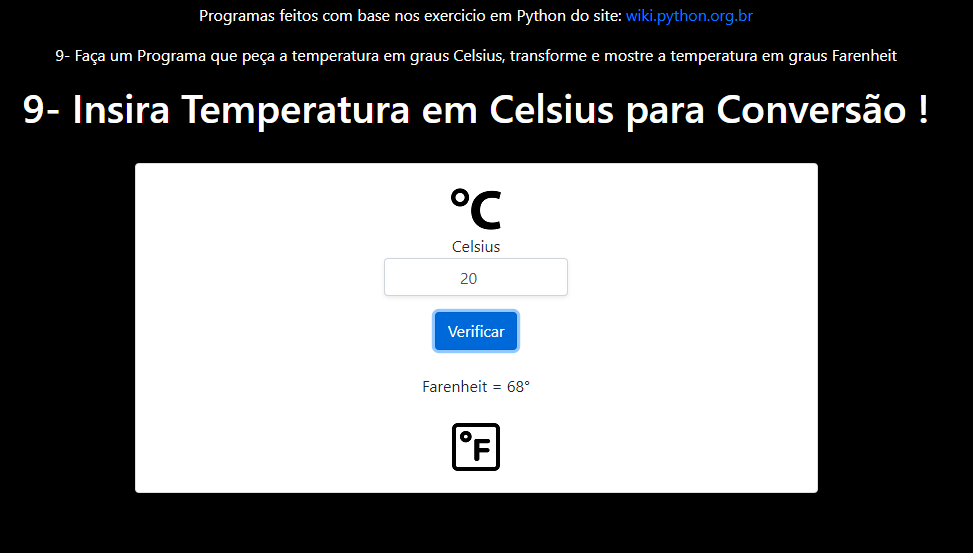 Programas feitos com base nos exercicio em Python do site: wiki.python.org.br
9- Faça um Programa que peça a temperatura em graus Celsius, transforme e mostre a temperatura em graus Farenheit
9- Insira Temperatura em Celsius para Conversão !
°C
Celsius
20
Verificar
Farenheit = 68°
°F